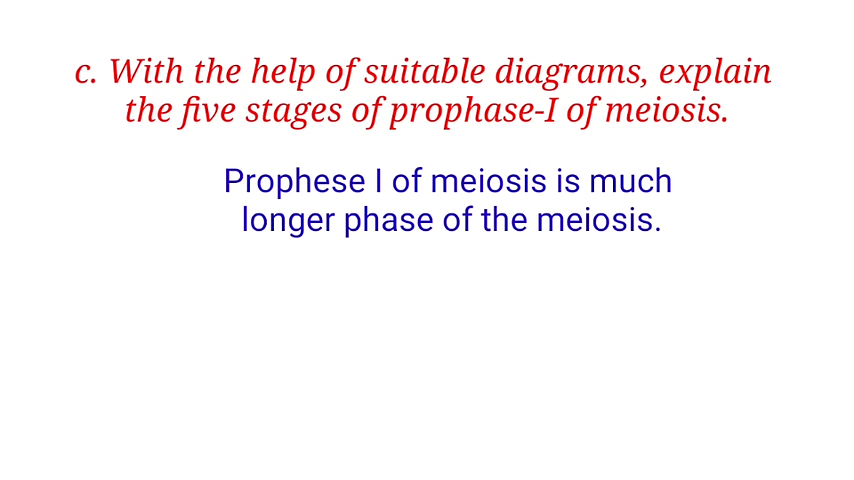 c. With the help of suitable diagrams, explain
the five stages of prophase-I of meiosis.
Prophese I of meiosis is much
longer phase of the meiosis.